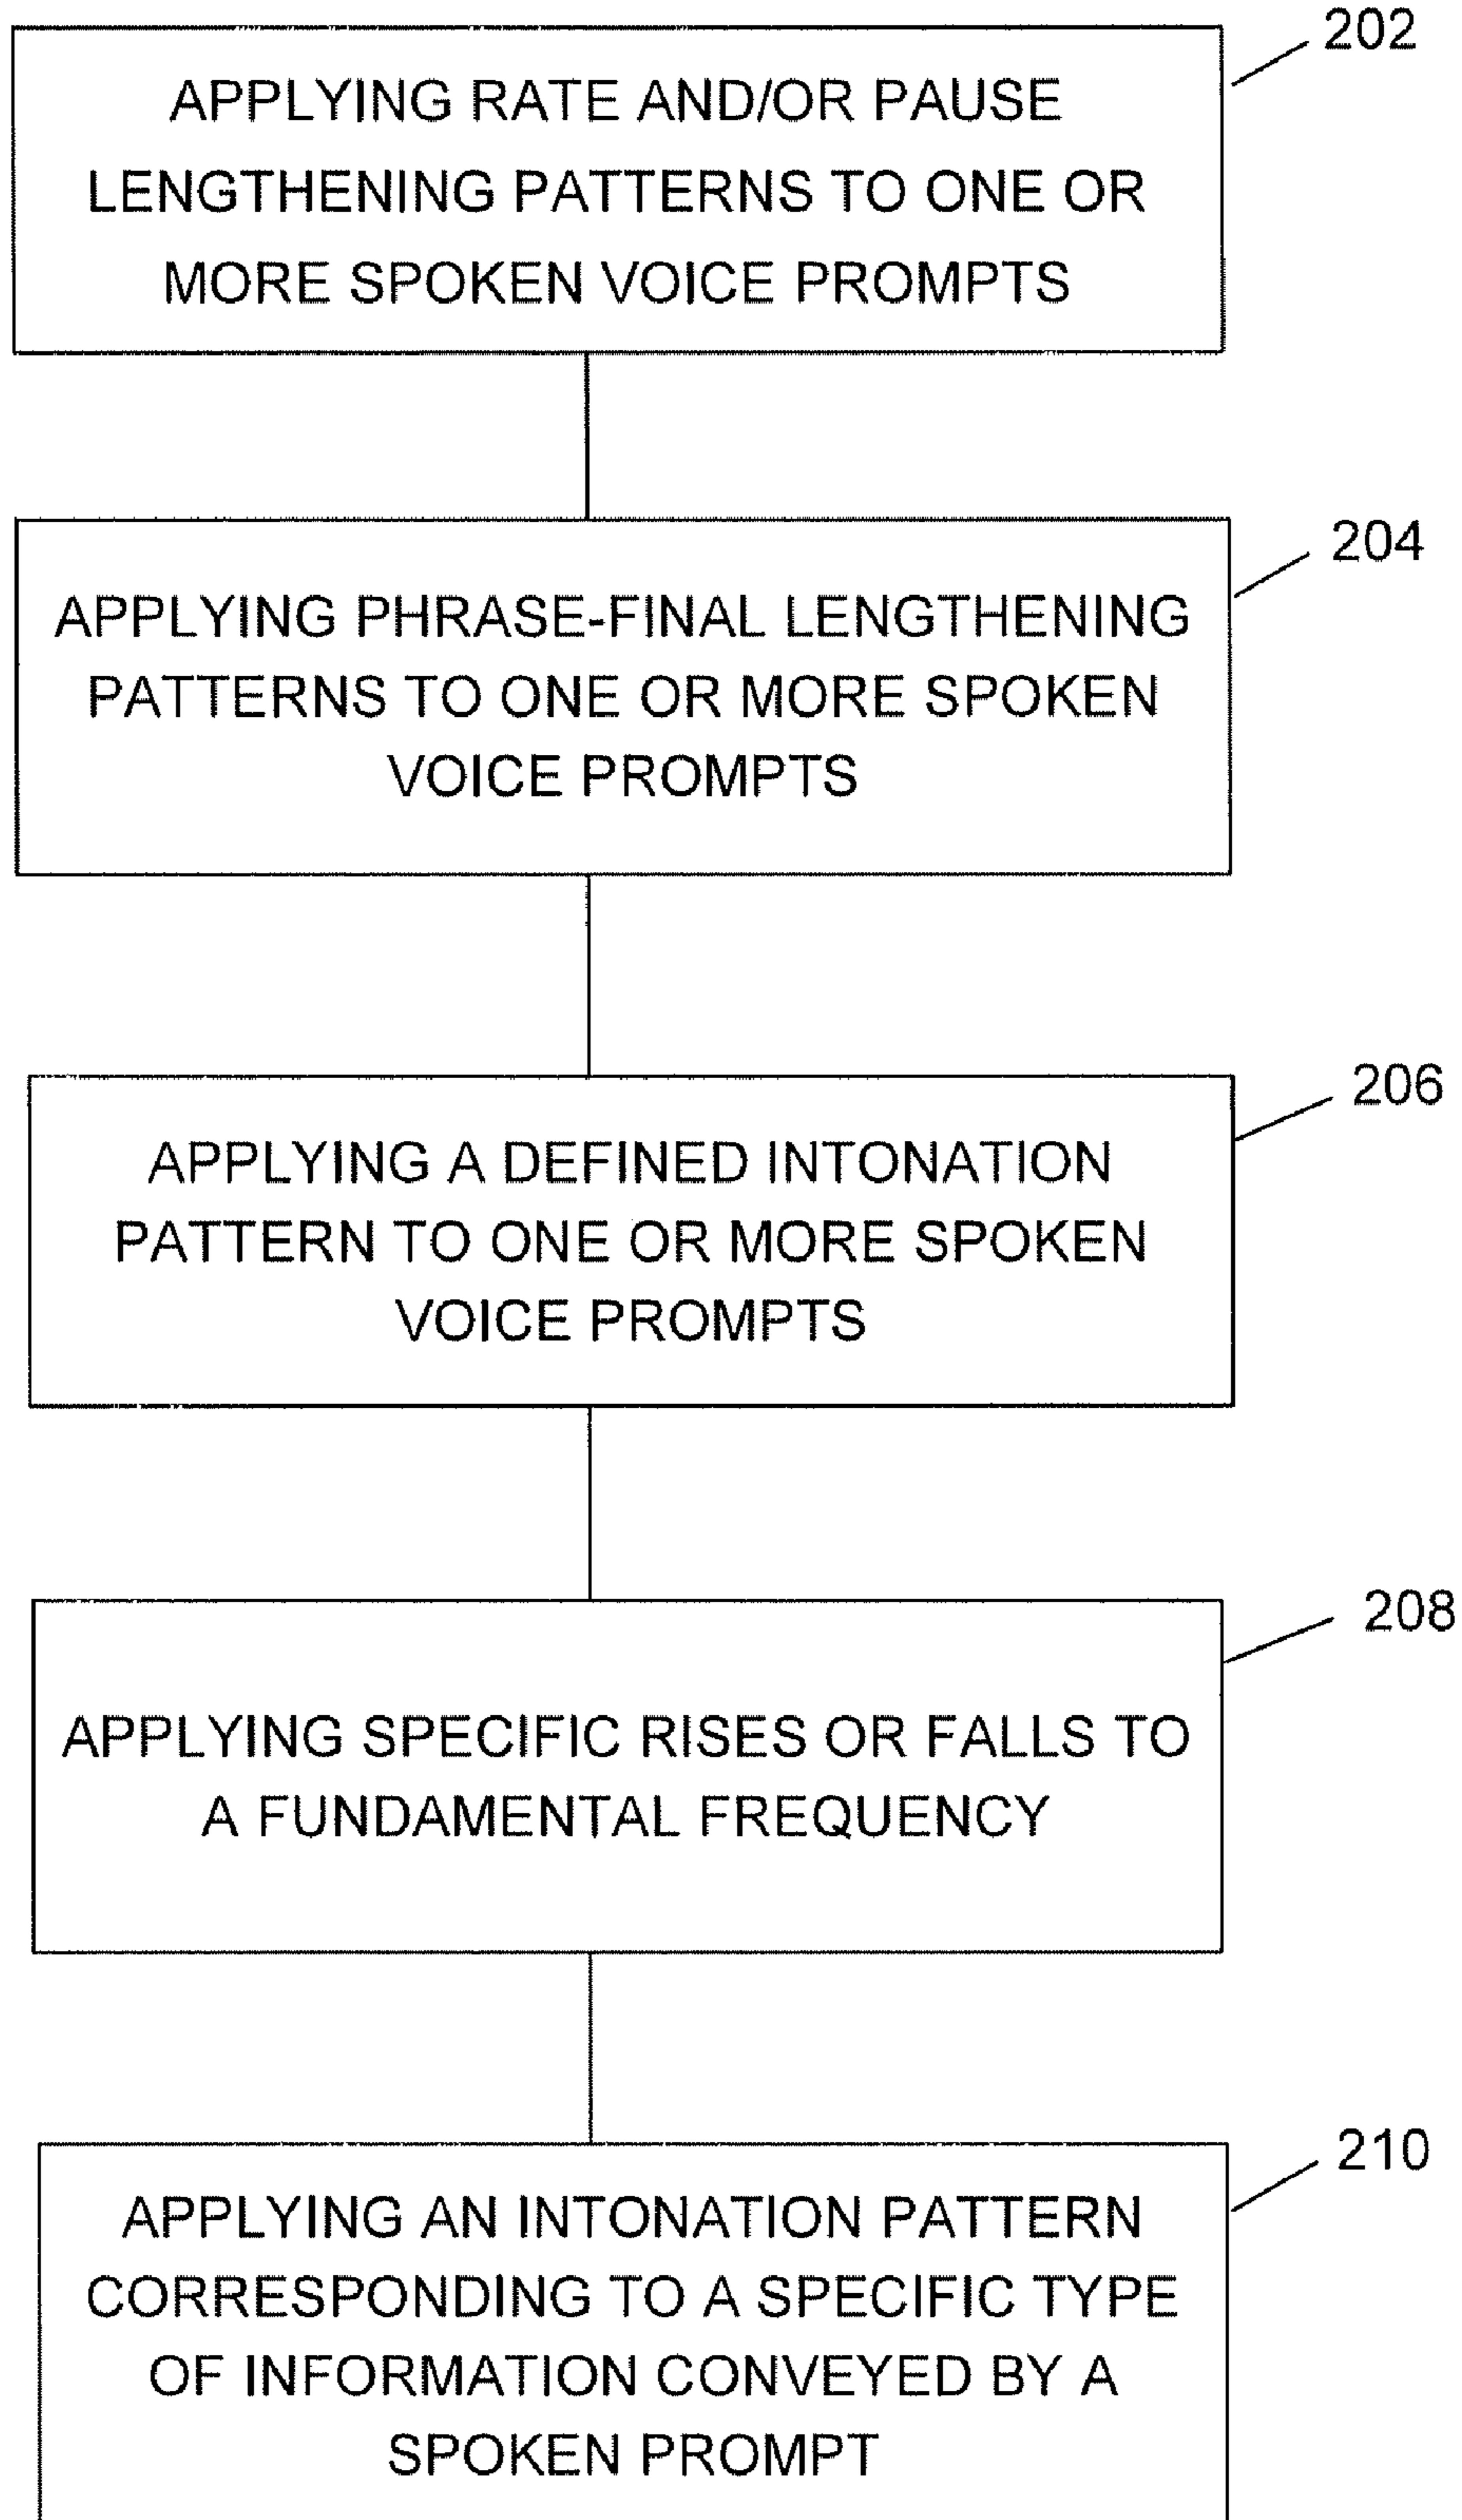 202
APPLYING RATE AND/OR PAUSE
LENGTHENING PATTERNS TO ONE OR
MORE SPOKEN VOICE PROMPTS
204
APPLYING PHRASE-FINAL LENGTHENING
PATTERNS TO ONE OR MORE SPOKEN
VOICE PROMPTS
206
APPLYING A DEFINED INTONATION
PATTERN TO ONE OR MORE SPOKEN
VOICE PROMPTS
208
APPLYING SPECIFIC RISES OR FALLS TO
A FUNDAMENTAL FREQUENCY
210
APPLYING AN INTONATION PATTERN
CORRESPONDING TO A SPECIFIC TYPE
OF INFORMATION CONVEYED BY A
SPOKEN PROMPT